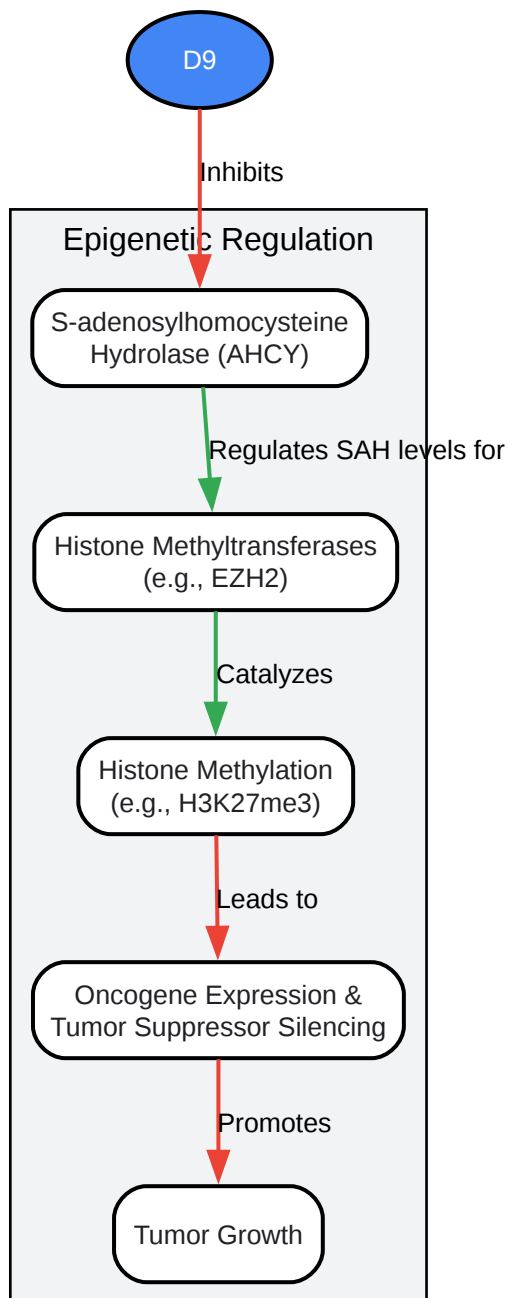 D9
Inhibits
Epigenetic Regulation
S-adenosylhomocysteine
Hydrolase (AHCY)
Regulates SAH levels for
Histone Methyltransferases
(e.g., EZH2)
Catalyzes
Histone Methylation
(e.g., H3K27me3)
Leads to
Oncogene Expression &
Tumor Suppressor Silencing
Promotes
Tumor Growth